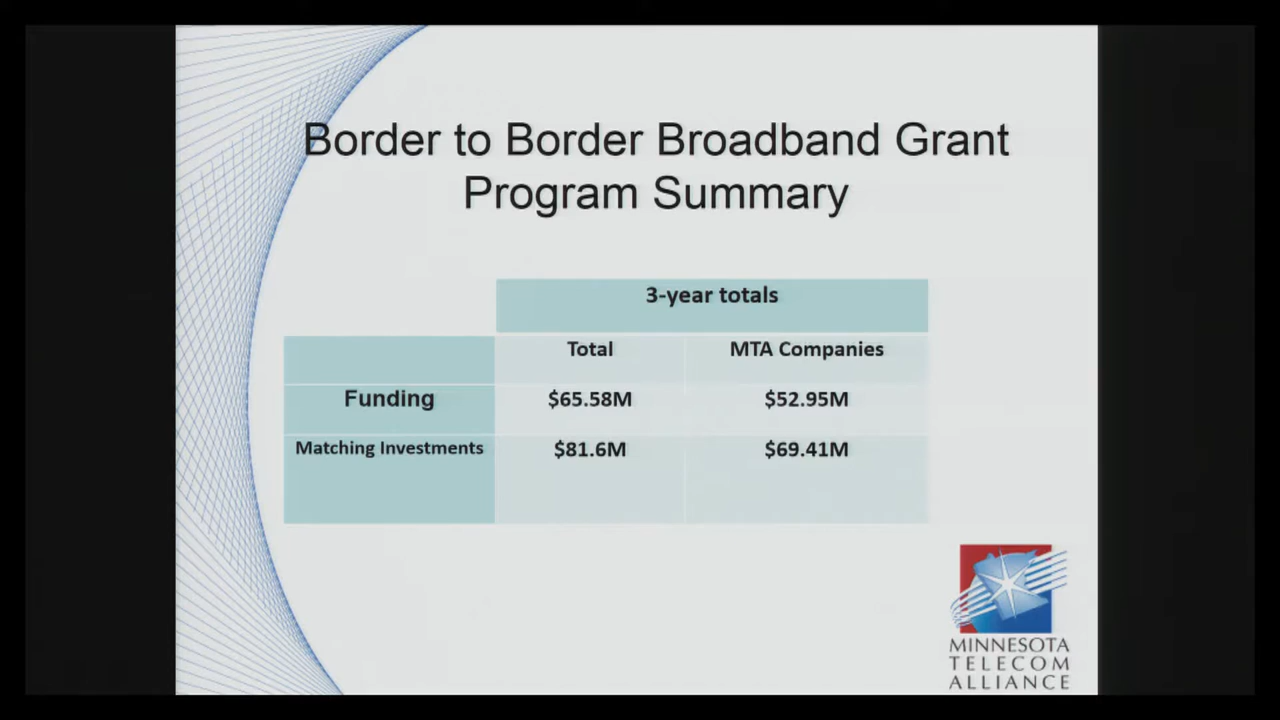 Border to Border Broadband Grant
Program Summary
3-year totals
Total MTA Companies
Funding $65.58M $52.95M
Matching Investments $81.6M $69.41M
MINNESOTA
TELECOM
ALLIANCE